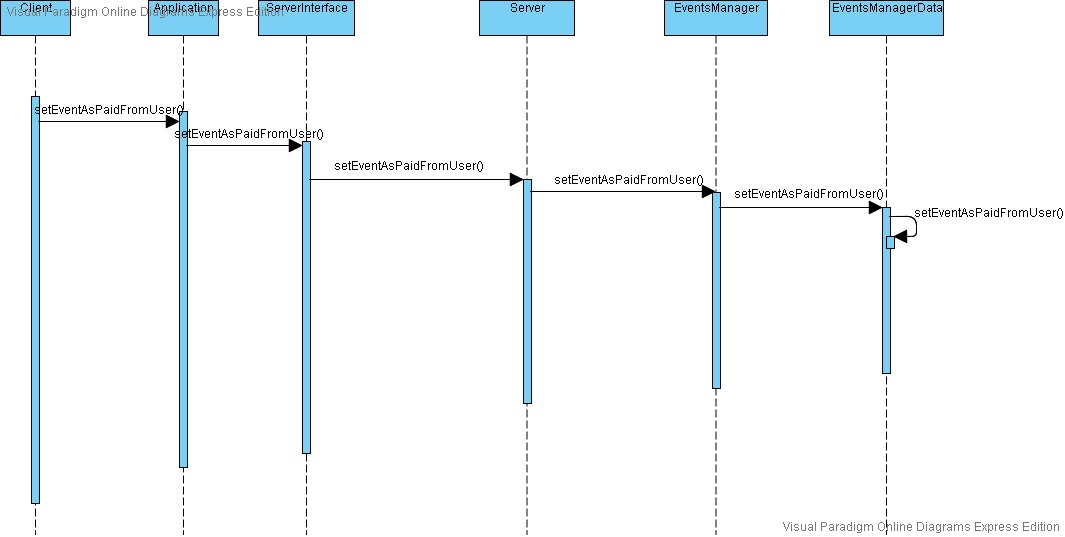 Client
Application
ServerInterface
Server
EventsManager
EventsManagerData
Visual Paradigm Online Diagrams Express Edition
setEventAsPaidFromUser()
setEventAsPaidFromUser()
setEventAsPaidFromUser()
setEventAsPaidFromUser()
setEventAsPaidFromUser()
setEventAsPaidFromUser()
Visual Paradigm Online Diagrams Express Edition